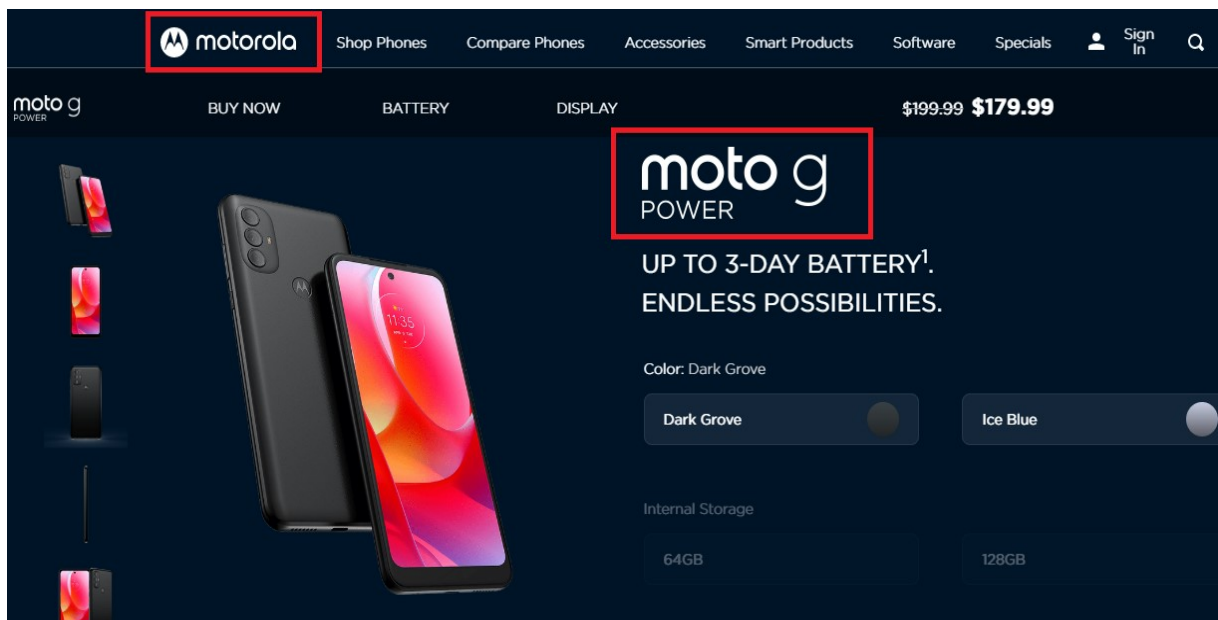 motorola Shop Phones Compare Phones Accessories Smart Products Software Specials Sign In
moto g
POWER
BUY NOW BATTERY DISPLAY $199.99 $179.99
moto g
POWER
UP TO 3-DAY BATTERY¹.
ENDLESS POSSIBILITIES.
11:35
Color: Dark Grove
Dark Grove Ice Blue
Internal Storage
64GB 128GB